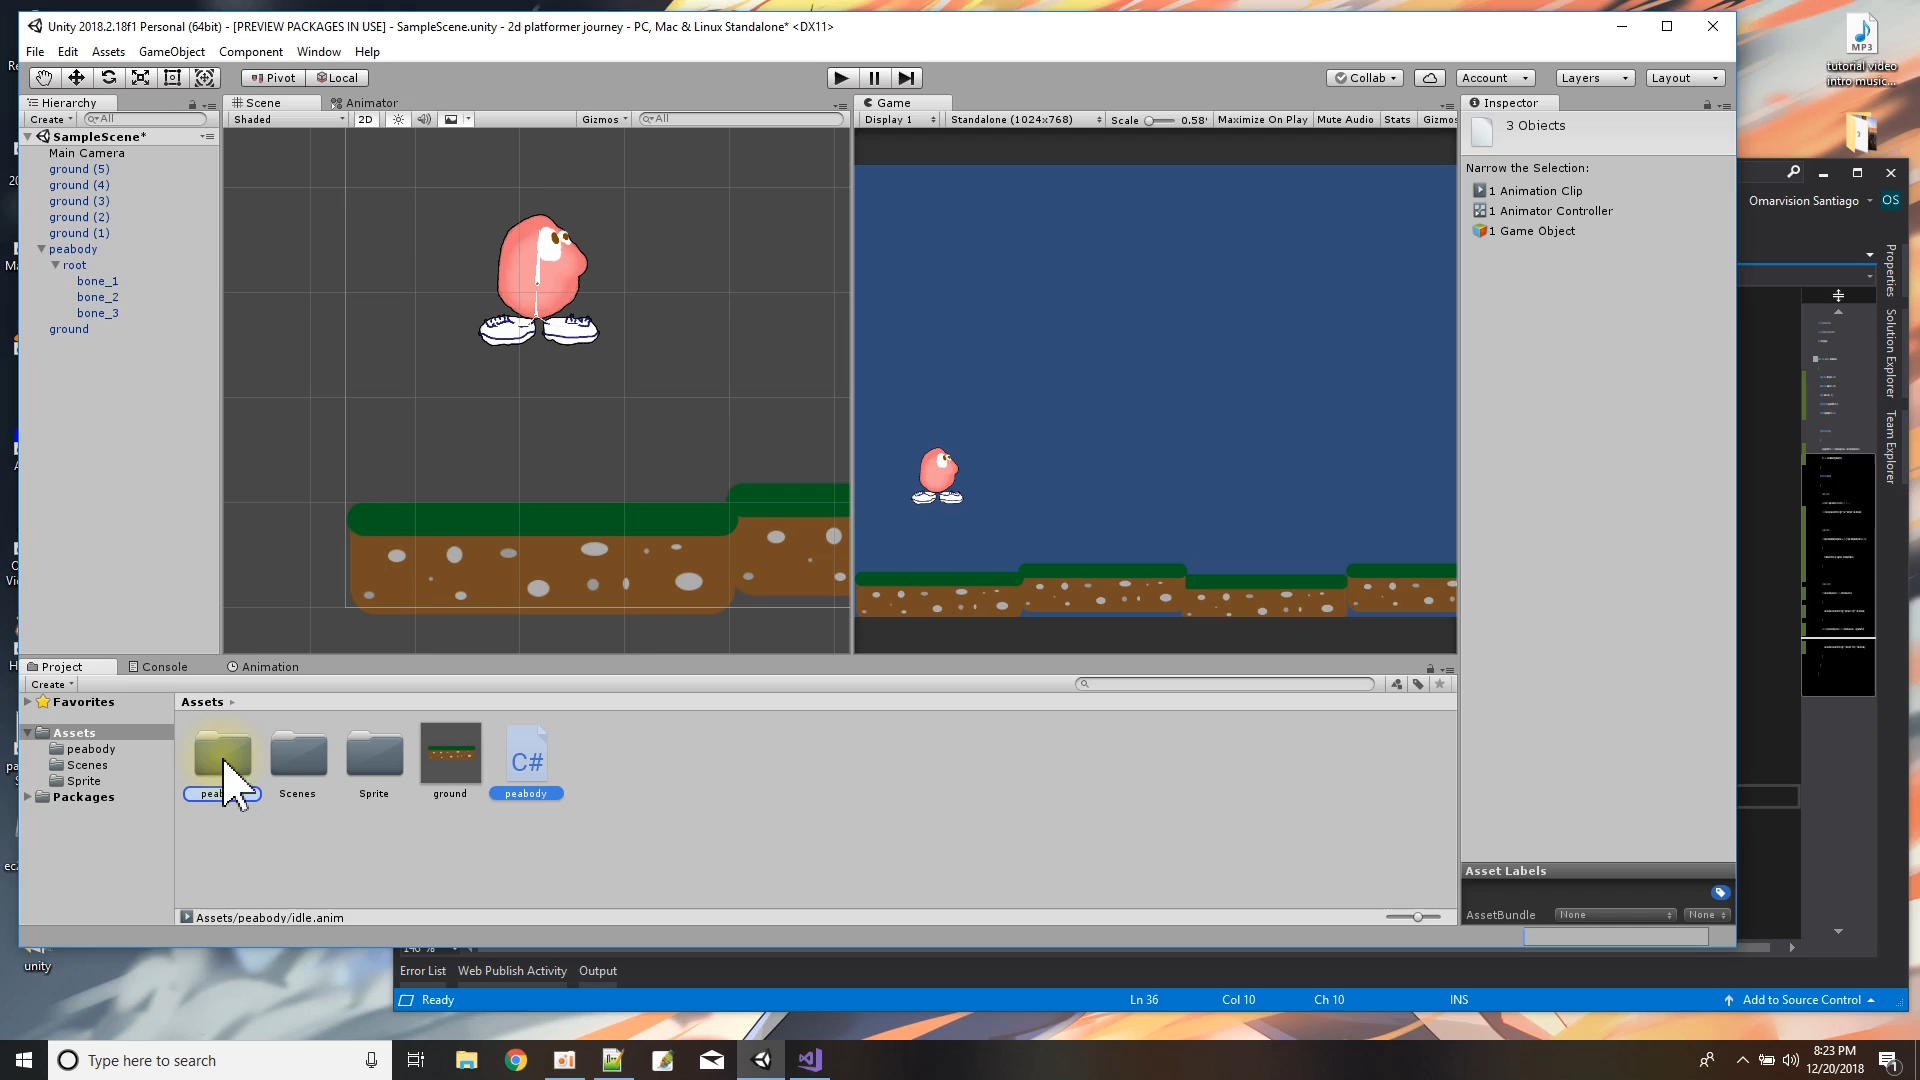 Unity 2018.2.18f1 Personal (64bit) - [PREVIEW PACKAGES IN USE] - SampleScene.unity - 2d platformer journey - PC, Mac & Linux Standalone* <DX11>
File Edit Assets GameObject Component Window Help
Pivot Local Collab Account Layers Layout
Hierarchy
Create All
SampleScene*
Main Camera
ground (5)
ground (4)
ground (3)
ground (2)
ground (1)
peabody
root
bone_1
bone_2
bone_3
ground
Scene Animator
Shaded 2D Gizmos All
Game
Display 1 Standalone (1024x768) Scale 0.58 Maximize On Play Mute Audio Stats Gizmos
Inspector
3 Objects
Narrow the Selection:
1 Animation Clip
1 Animator Controller
1 Game Object
Asset Labels
AssetBundle None None
Project Console Animation
Create
Favorites
Assets
peabody
Scenes
Sprite
Packages
Assets
Scenes Sprite ground peabody
C#
Assets/peabody/idle.anim
MP3
tutorial video
intro music...
Omarvision Santiago OS
Properties
Solution Explorer
Team Explorer
unity
Error List Web Publish Activity Output
Ready Ln 36 Col 10 Ch 10 INS Add to Source Control
Type here to search
8:23 PM
12/20/2018
1